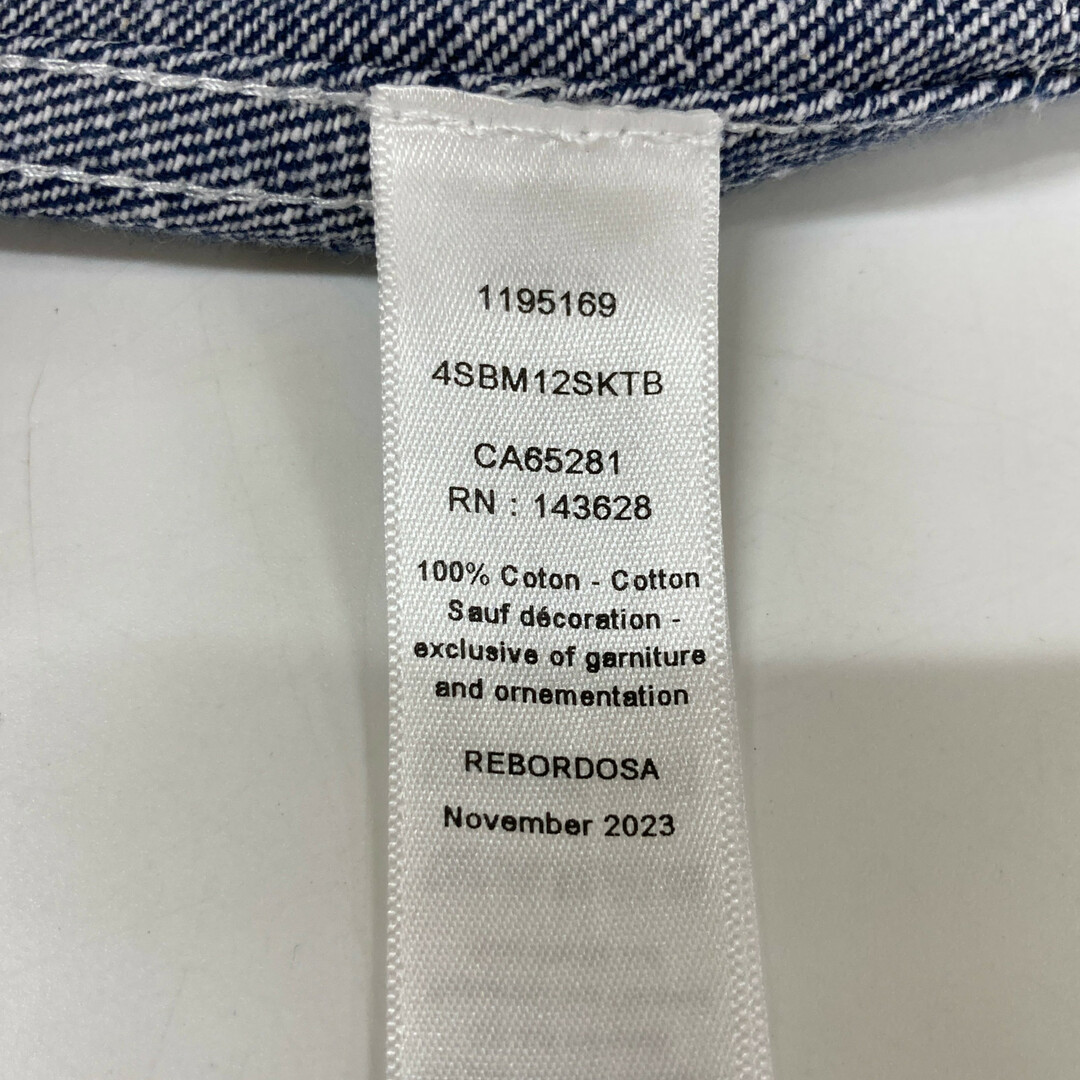 1195169
4SBM12SKTB
CA65281
RN : 143628
100% Coton - Cotton
Sauf décoration -
exclusive of garniture
and ornementation
REBORDOSA
November 2023